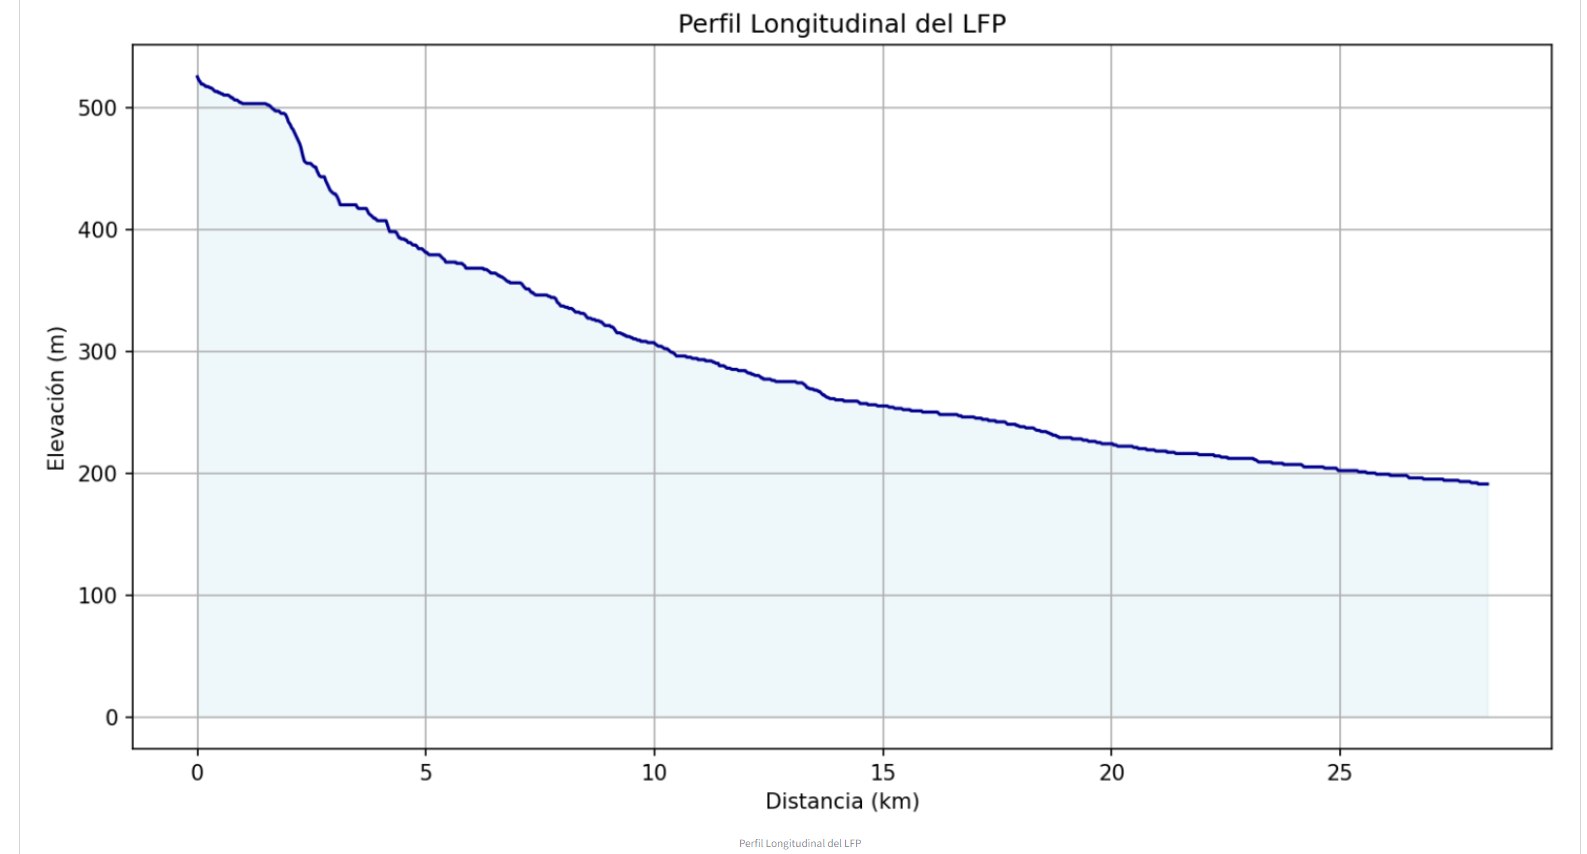 Perfil Longitudinal del LFP
500
400
300
200
100
0
Elevación (m)
0 5 10 15 20 25
Distancia (km)
Perfil Longitudinal del LFP